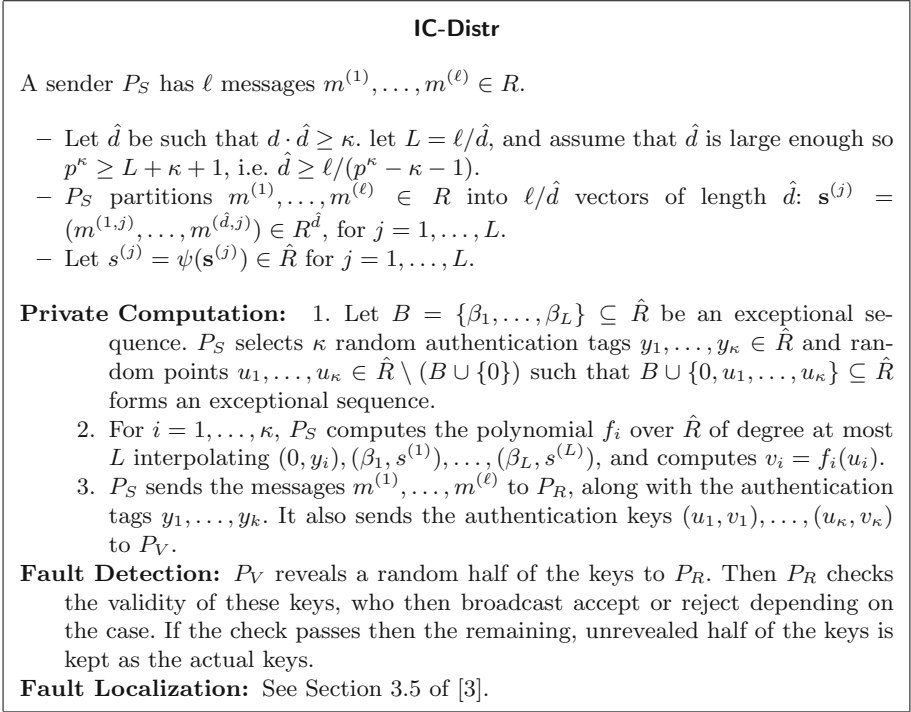 IC-Distr
A sender P_S has ℓ messages m^{(1)}, . . . , m^{(ℓ)} ∈ R.
– Let d̂ be such that d · d̂ ≥ κ. let L = ℓ/d̂, and assume that d̂ is large enough so
p^κ ≥ L + κ + 1, i.e. d̂ ≥ ℓ/(p^κ − κ − 1).
– P_S partitions m^{(1)}, . . . , m^{(ℓ)} ∈ R into ℓ/d̂ vectors of length d̂: 𝐬^{(j)} =
(m^{(1,j)}, . . . , m^{(d̂,j)}) ∈ R^{d̂}, for j = 1, . . . , L.
– Let s^{(j)} = ψ(𝐬^{(j)}) ∈ R̂ for j = 1, . . . , L.
Private Computation: 1. Let B = {β_1, . . . , β_L} ⊆ R̂ be an exceptional se-
quence. P_S selects κ random authentication tags y_1, . . . , y_κ ∈ R̂ and ran-
dom points u_1, . . . , u_κ ∈ R̂ \ (B ∪ {0}) such that B ∪ {0, u_1, . . . , u_κ} ⊆ R̂
forms an exceptional sequence.
2. For i = 1, . . . , κ, P_S computes the polynomial f_i over R̂ of degree at most
L interpolating (0, y_i), (β_1, s^{(1)}), . . . , (β_L, s^{(L)}), and computes v_i = f_i(u_i).
3. P_S sends the messages m^{(1)}, . . . , m^{(ℓ)} to P_R, along with the authentication
tags y_1, . . . , y_k. It also sends the authentication keys (u_1, v_1), . . . , (u_κ, v_κ)
to P_V.
Fault Detection: P_V reveals a random half of the keys to P_R. Then P_R checks
the validity of these keys, who then broadcast accept or reject depending on
the case. If the check passes then the remaining, unrevealed half of the keys is
kept as the actual keys.
Fault Localization: See Section 3.5 of [3].